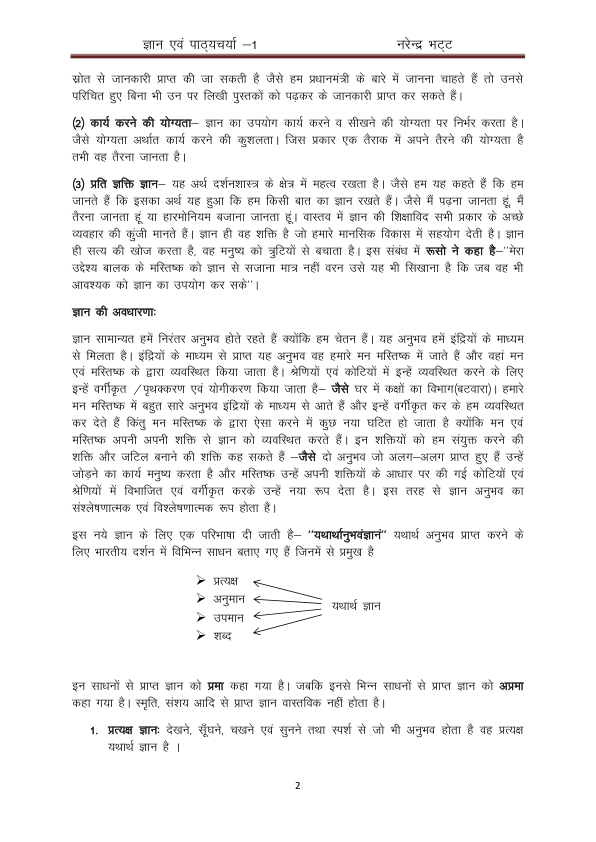 ज्ञान एवं पाठ्यचर्या –1 नरेन्द्र भट्ट
स्रोत से जानकारी प्राप्त की जा सकती है जैसे हम प्रधानमंत्री के बारे में जानना चाहते हैं तो उनसे
परिचित हुए बिना भी उन पर लिखी पुस्तकों को पढ़कर के जानकारी प्राप्त कर सकते हैं।
(2) कार्य करने की योग्यता– ज्ञान का उपयोग कार्य करने व सीखने की योग्यता पर निर्भर करता है।
जैसे योग्यता अर्थात कार्य करने की कुशलता। जिस प्रकार एक तैराक में अपने तैरने की योग्यता है
तभी वह तैरना जानता है।
(3) प्रति ज्ञक्ति ज्ञान– यह अर्थ दर्शनशास्त्र के क्षेत्र में महत्व रखता है। जैसे हम यह कहते हैं कि हम
जानते हैं कि इसका अर्थ यह हुआ कि हम किसी बात का ज्ञान रखते हैं। जैसे मैं पढ़ना जानता हूं, मैं
तैरना जानता हूं या हारमोनियम बजाना जानता हूं। वास्तव में ज्ञान की शिक्षाविद सभी प्रकार के अच्छे
व्यवहार की कुंजी मानते हैं। ज्ञान ही वह शक्ति है जो हमारे मानसिक विकास में सहयोग देती है। ज्ञान
ही सत्य की खोज करता है, वह मनुष्य को त्रुटियों से बचाता है। इस संबंध में रूसो ने कहा है–"मेरा
उद्देश्य बालक के मस्तिष्क को ज्ञान से सजाना मात्र नहीं वरन उसे यह भी सिखाना है कि जब वह भी
आवश्यक को ज्ञान का उपयोग कर सके"।
ज्ञान की अवधारणाः
ज्ञान सामान्यत हमें निरंतर अनुभव होते रहते हैं क्योंकि हम चेतन हैं। यह अनुभव हमें इंद्रियों के माध्यम
से मिलता है। इंद्रियों के माध्यम से प्राप्त यह अनुभव वह हमारे मन मस्तिष्क में जाते हैं और वहां मन
एवं मस्तिष्क के द्वारा व्यवस्थित किया जाता है। श्रेणियों एवं कोटियों में इन्हें व्यवस्थित करने के लिए
इन्हें वर्गीकृत /पृथक्करण एवं योगीकरण किया जाता है– जैसे घर में कक्षों का विभाग(बटवारा)। हमारे
मन मस्तिष्क में बहुत सारे अनुभव इंद्रियों के माध्यम से आते हैं और इन्हें वर्गीकृत कर के हम व्यवस्थित
कर देते हैं किंतु मन मस्तिष्क के द्वारा ऐसा करने में कुछ नया घटित हो जाता है क्योंकि मन एवं
मस्तिष्क अपनी अपनी शक्ति से ज्ञान को व्यवस्थित करते हैं। इन शक्तियों को हम संयुक्त करने की
शक्ति और जटिल बनाने की शक्ति कह सकते हैं –जैसे दो अनुभव जो अलग–अलग प्राप्त हुए हैं उन्हें
जोड़ने का कार्य मनुष्य करता है और मस्तिष्क उन्हें अपनी शक्तियों के आधार पर की गई कोटियों एवं
श्रेणियों में विभाजित एवं वर्गीकृत करके उन्हें नया रूप देता है। इस तरह से ज्ञान अनुभव का
संश्लेषणात्मक एवं विश्लेषणात्मक रूप होता है।
इस नये ज्ञान के लिए एक परिभाषा दी जाती है– "यथार्थानुभवंज्ञानं" यथार्थ अनुभव प्राप्त करने के
लिए भारतीय दर्शन में विभिन्न साधन बताए गए हैं जिनमें से प्रमुख है
➢ प्रत्यक्ष
➢ अनुमान
यथार्थ ज्ञान
➢ उपमान
➢ शब्द
इन साधनों से प्राप्त ज्ञान को प्रमा कहा गया है। जबकि इनसे भिन्न साधनों से प्राप्त ज्ञान को अप्रमा
कहा गया है। स्मृति, संशय आदि से प्राप्त ज्ञान वास्तविक नहीं होता है।
1. प्रत्यक्ष ज्ञानः देखने, सूँघने, चखने एवं सुनने तथा स्पर्श से जो भी अनुभव होता है वह प्रत्यक्ष
यथार्थ ज्ञान है ।
2